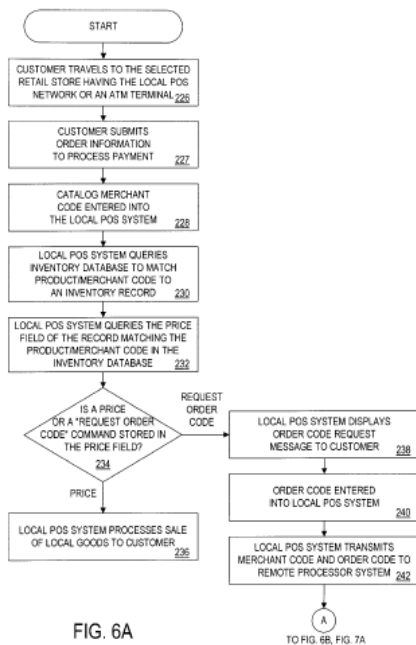 START
CUSTOMER TRAVELS TO THE SELECTED
RETAIL STORE HAVING THE LOCAL POS
NETWORK OR AN ATM TERMINAL
226
CUSTOMER SUBMITS
ORDER INFORMATION
TO PROCESS PAYMENT
227
CATALOG MERCHANT
CODE ENTERED INTO
THE LOCAL POS SYSTEM
228
LOCAL POS SYSTEM QUERIES
INVENTORY DATABASE TO MATCH
PRODUCT/MERCHANT CODE TO
AN INVENTORY RECORD
230
LOCAL POS SYSTEM QUERIES THE PRICE
FIELD OF THE RECORD MATCHING THE
PRODUCT/MERCHANT CODE IN THE
INVENTORY DATABASE
232
IS A PRICE
OR A "REQUEST ORDER
CODE" COMMAND STORED IN
THE PRICE FIELD?
234
REQUEST
ORDER
CODE
PRICE
LOCAL POS SYSTEM PROCESSES SALE
OF LOCAL GOODS TO CUSTOMER
236
LOCAL POS SYSTEM DISPLAYS
ORDER CODE REQUEST
MESSAGE TO CUSTOMER
238
ORDER CODE ENTERED
INTO LOCAL POS SYSTEM
240
LOCAL POS SYSTEM TRANSMITS
MERCHANT CODE AND ORDER CODE TO
REMOTE PROCESSOR SYSTEM
242
A
TO FIG. 6B, FIG. 7A
FIG. 6A